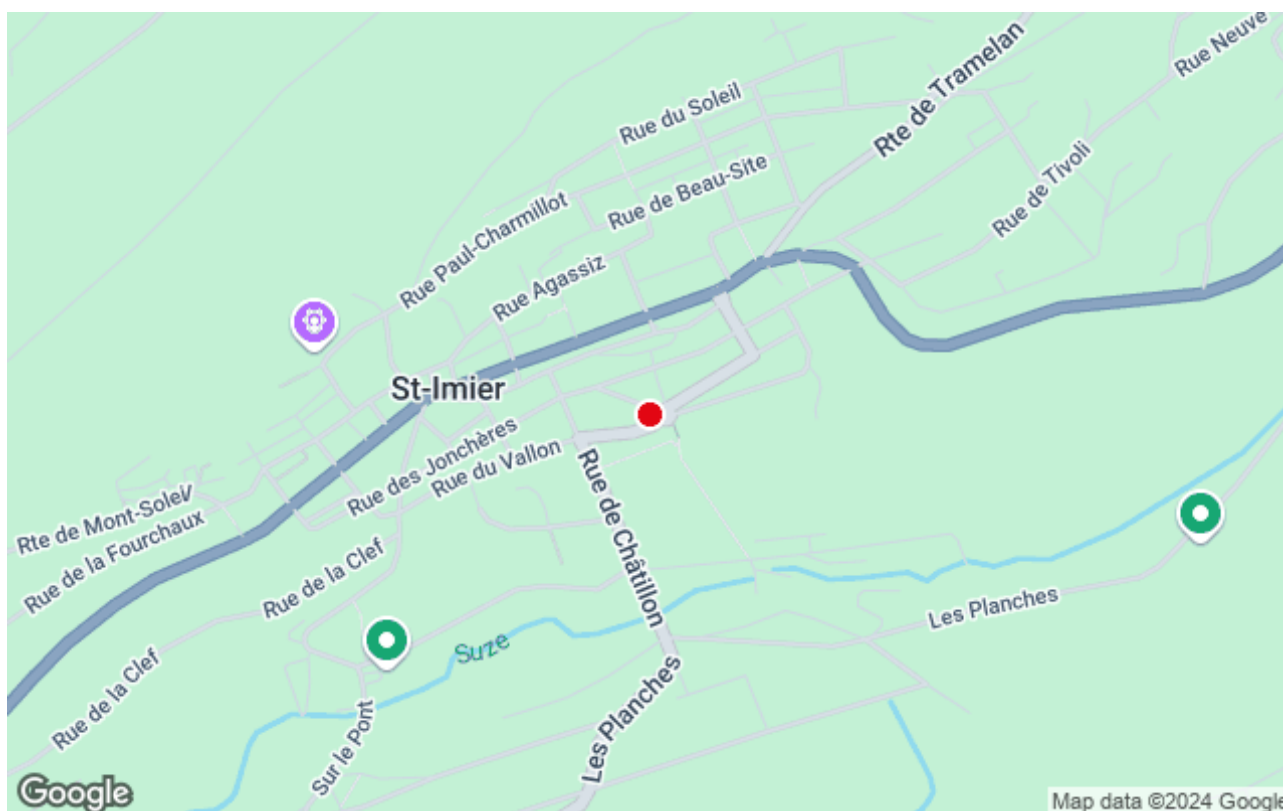 Rue Neuve
Rte de Tramelan
Rue du Soleil
Rue de Tivoli
Rue de Beau-Site
Rue Paul-Charmillot
Rue Agassiz
St-Imier
Rue des Jonchères
Rue du Vallon
Rte de Mont-Soleil
Rue de la Fourchaux
Rue de Châtillon
Rue de la Clef
Les Planches
Suze
Rue de la Clef
Les Planches
Sur le Pont
Google
Map data ©2024 Google